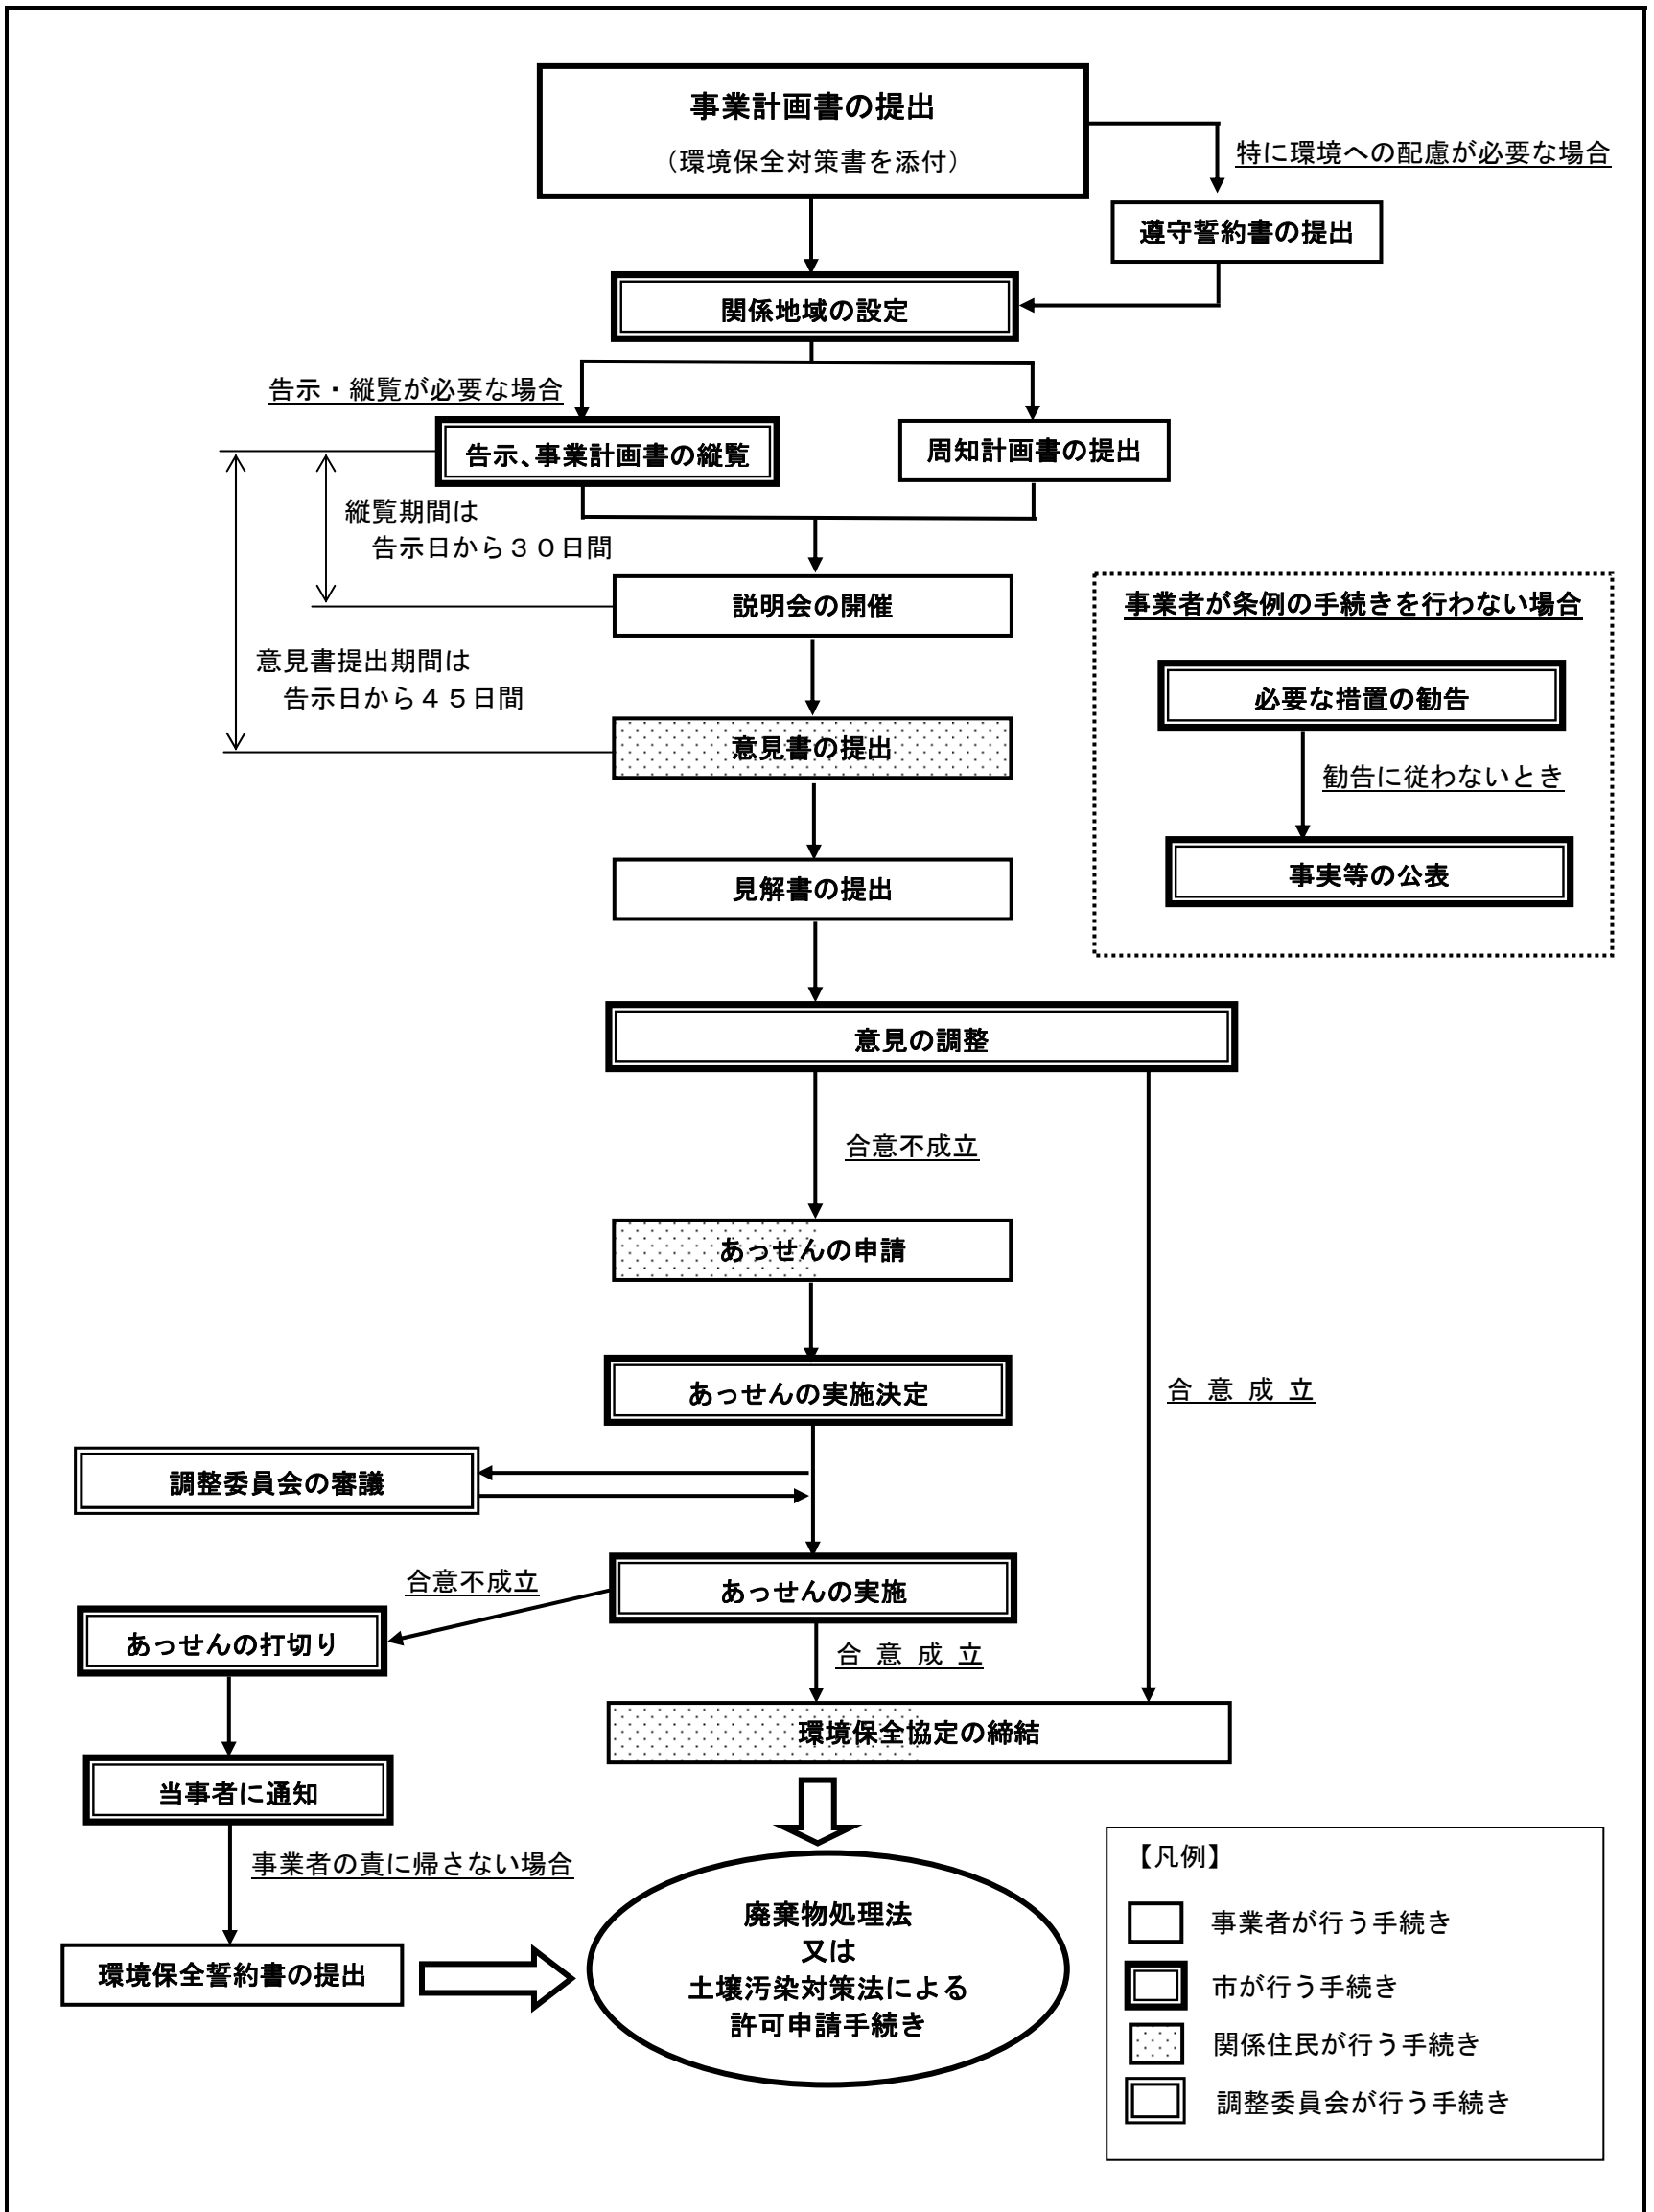 事業計画書の提出
（環境保全対策書を添付）
特に環境への配慮が必要な場合
遵守誓約書の提出
関係地域の設定
告示・縦覧が必要な場合
告示、事業計画書の縦覧
周知計画書の提出
縦覧期間は
告示日から３０日間
説明会の開催
意見書提出期間は
告示日から４５日間
意見書の提出
見解書の提出
事業者が条例の手続きを行わない場合
必要な措置の勧告
勧告に従わないとき
事実等の公表
意見の調整
合意不成立
あっせんの申請
あっせんの実施決定
合 意 成 立
調整委員会の審議
あっせんの実施
合意不成立
あっせんの打切り
合 意 成 立
環境保全協定の締結
当事者に通知
事業者の責に帰さない場合
環境保全誓約書の提出
廃棄物処理法
又は
土壌汚染対策法による
許可申請手続き
【凡例】
事業者が行う手続き
市が行う手続き
関係住民が行う手続き
調整委員会が行う手続き